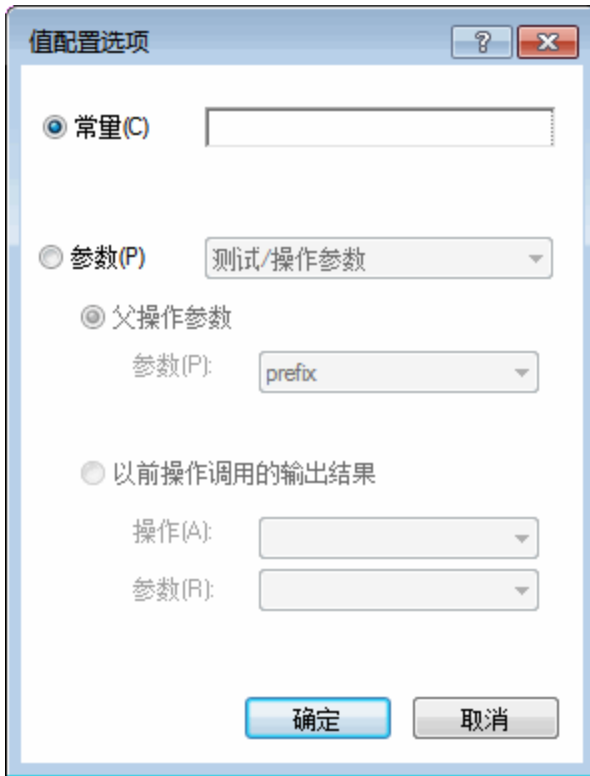 值配置选项
常量(C)
参数(P) 测试/操作参数
父操作参数
参数(P): prefix
以前操作调用的输出结果
操作(A):
参数(R):
确定 取消